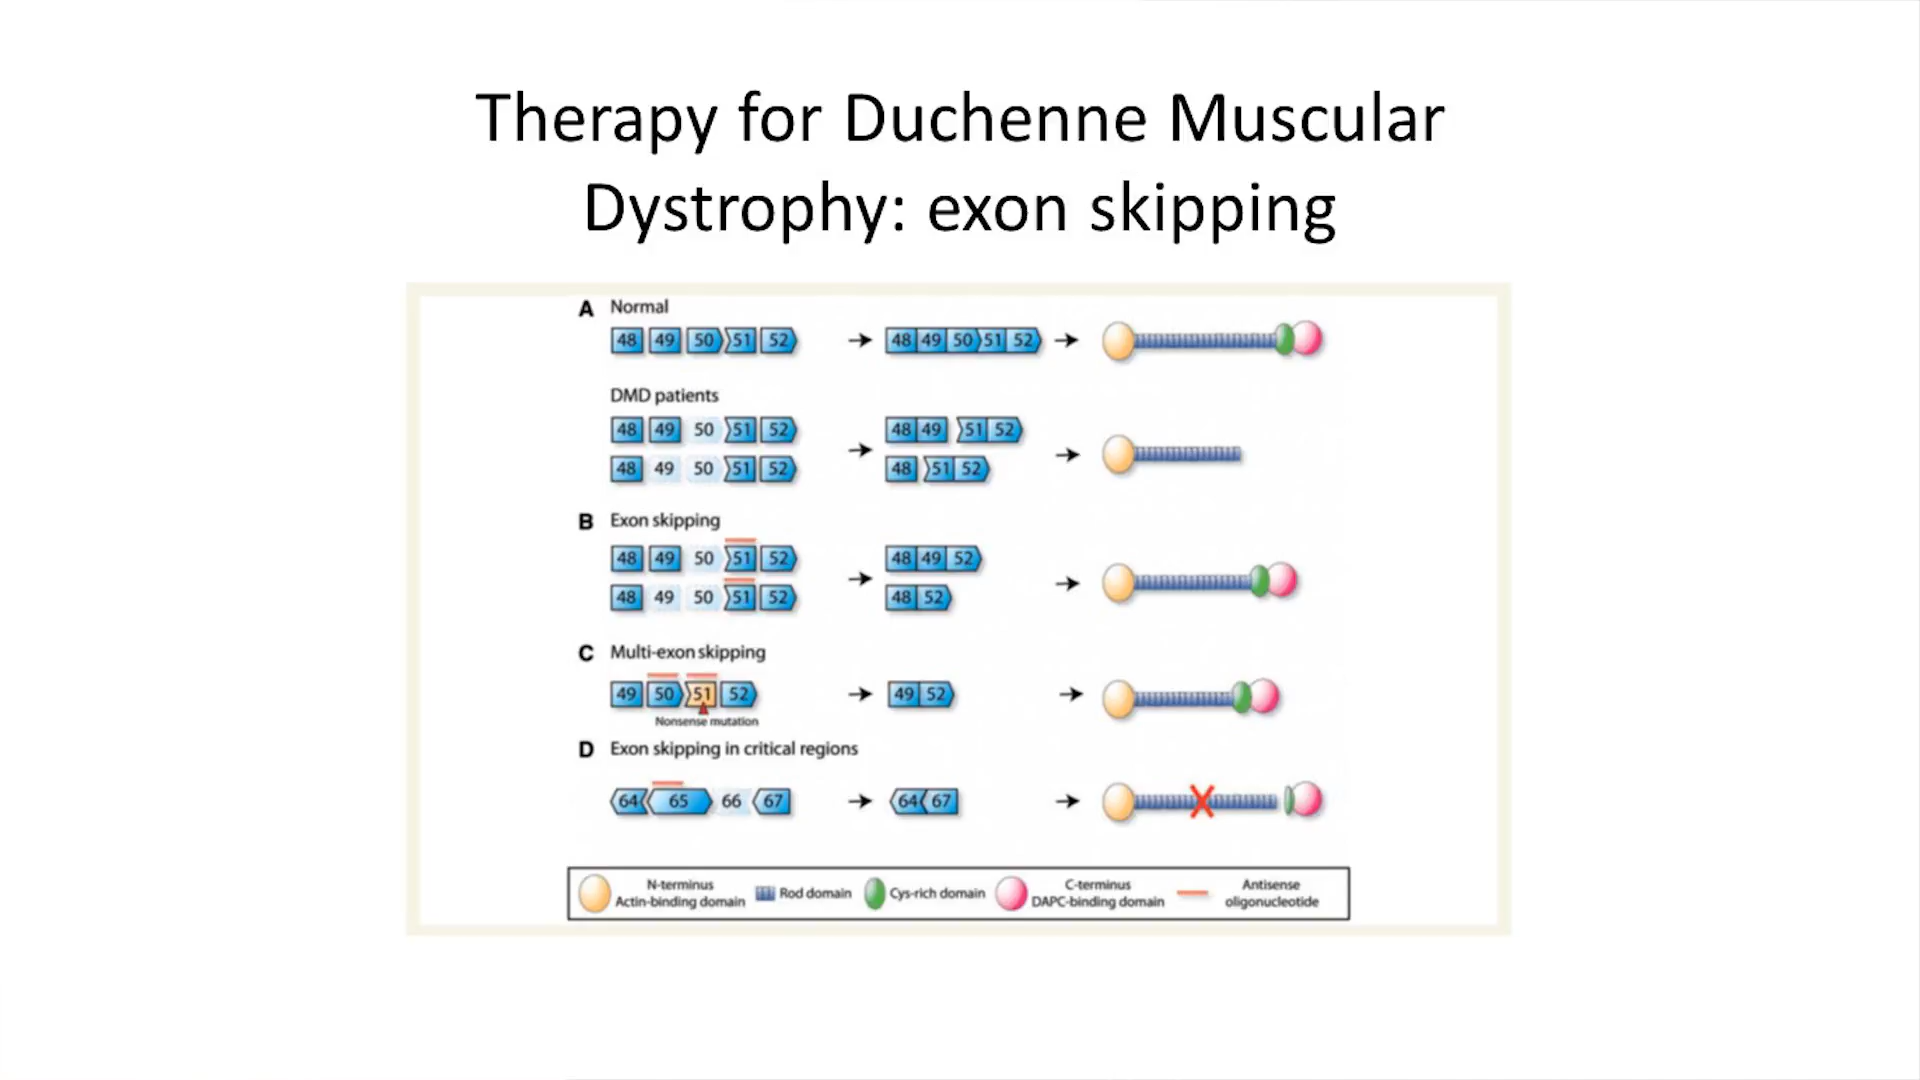 Therapy for Duchenne Muscular
Dystrophy: exon skipping
A Normal
48 49 50 51 52 48 49 50 51 52
DMD patients
48 49 50 51 52 48 49 51 52
48 49 50 51 52 48 51 52
B Exon skipping
48 49 50 51 52 48 49 52
48 49 50 51 52 48 52
C Multi-exon skipping
49 50 51 52 49 52
Nonsense mutation
D Exon skipping in critical regions
64 65 66 67 64 67
N-terminus
Actin-binding domain
Rod domain
Cys-rich domain
C-terminus
DAPC-binding domain
Antisense
oligonucleotide